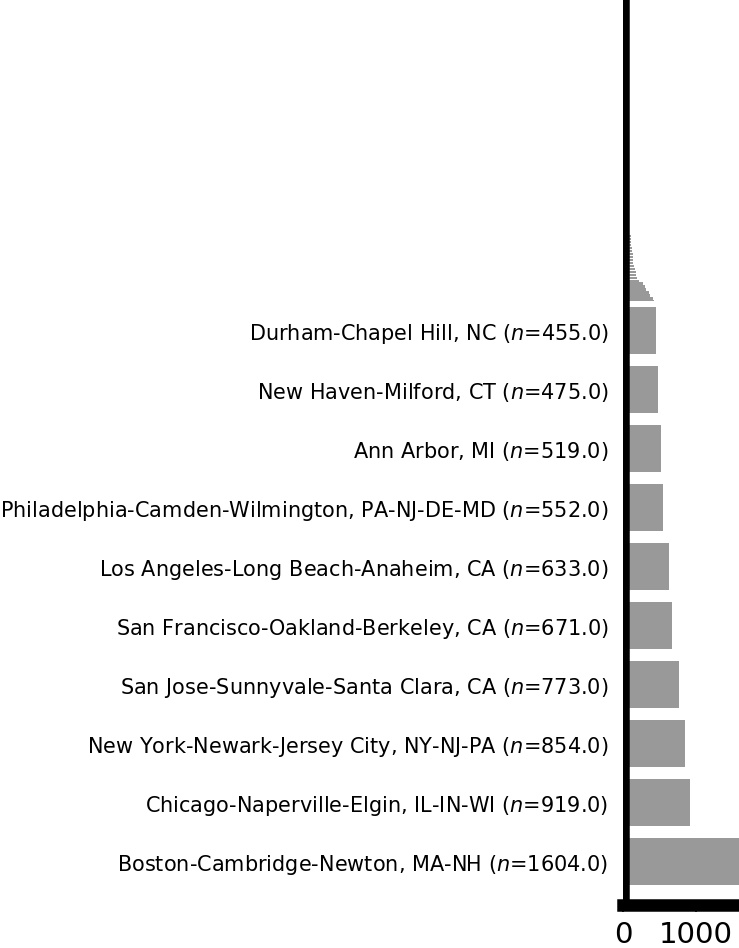 Durham-Chapel Hill, NC (n=455.0)
New Haven-Milford, CT (n=475.0)
Ann Arbor, MI (n=519.0)
Philadelphia-Camden-Wilmington, PA-NJ-DE-MD (n=552.0)
Los Angeles-Long Beach-Anaheim, CA (n=633.0)
San Francisco-Oakland-Berkeley, CA (n=671.0)
San Jose-Sunnyvale-Santa Clara, CA (n=773.0)
New York-Newark-Jersey City, NY-NJ-PA (n=854.0)
Chicago-Naperville-Elgin, IL-IN-WI (n=919.0)
Boston-Cambridge-Newton, MA-NH (n=1604.0)
0 1000